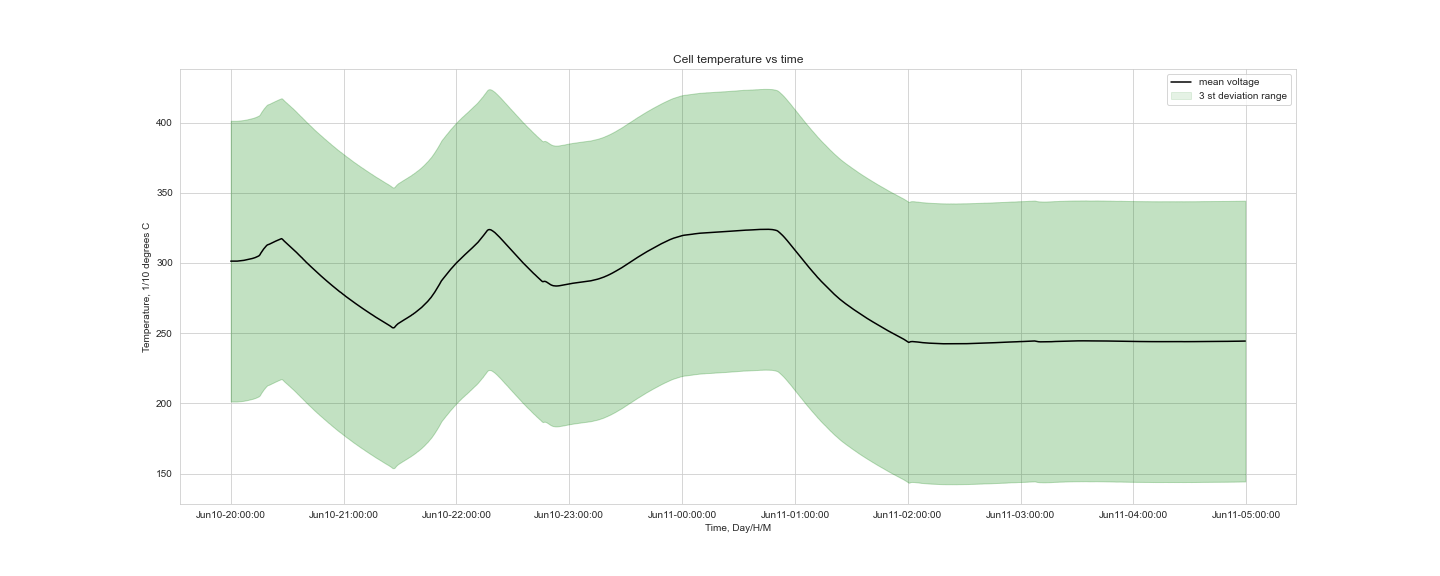 Cell temperature vs time
mean voltage
3 st deviation range
Temperature, 1/10 degrees C
400
350
300
250
200
150
Jun10-20:00:00 Jun10-21:00:00 Jun10-22:00:00 Jun10-23:00:00 Jun11-00:00:00 Jun11-01:00:00 Jun11-02:00:00 Jun11-03:00:00 Jun11-04:00:00 Jun11-05:00:00
Time, Day/H/M